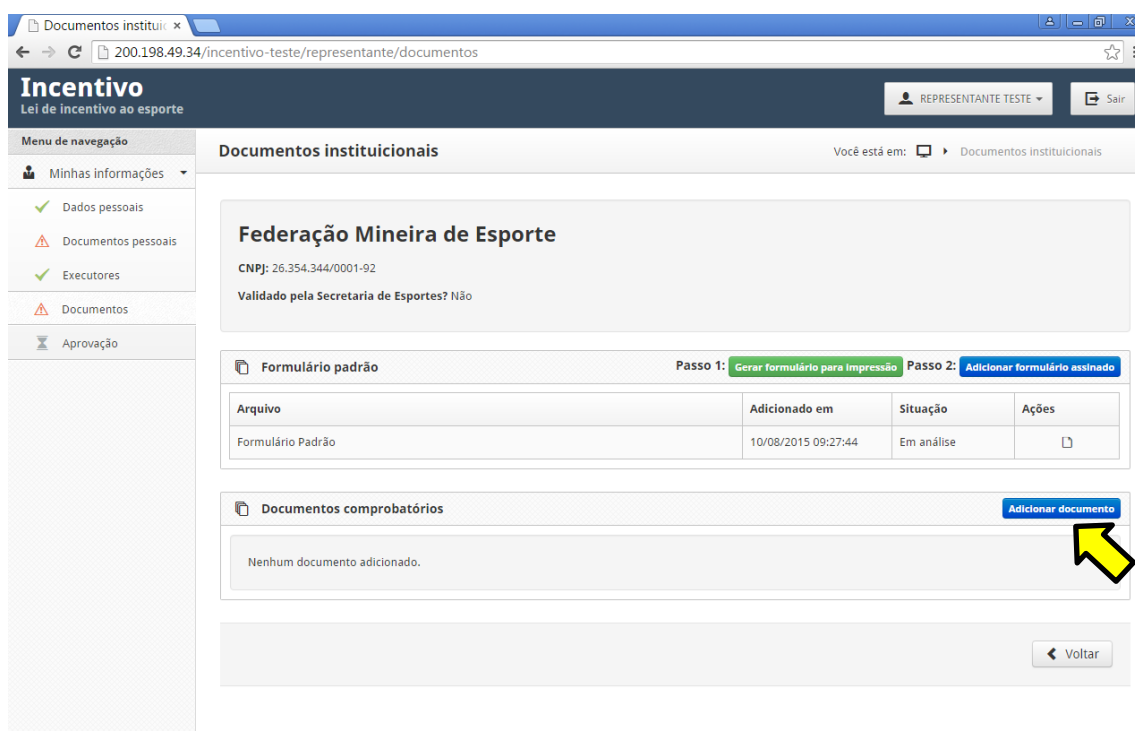 Documentos instituic ×
200.198.49.34/incentivo-teste/representante/documentos
Incentivo
Lei de incentivo ao esporte
REPRESENTANTE TESTE
Sair
Menu de navegação
Minhas informações
Dados pessoais
Documentos pessoais
Executores
Documentos
Aprovação
Documentos instituicionais
Você está em: Documentos instituicionais
Federação Mineira de Esporte
CNPJ: 26.354.344/0001-92
Validado pela Secretaria de Esportes? Não
Formulário padrão Passo 1: Gerar formulário para impressão Passo 2: Adicionar formulário assinado
Arquivo Adicionado em Situação Ações
Formulário Padrão 10/08/2015 09:27:44 Em análise
Documentos comprobatórios Adicionar documento
Nenhum documento adicionado.
Voltar